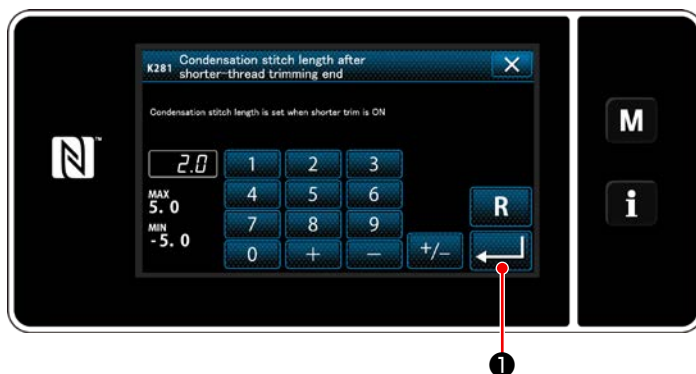 K281 Condensation stitch length after
shorter-thread trimming end
Condensation stitch length is set when shorter trim is ON
2.0
1 2 3
MAX
5. 0
4 5 6
R
MIN
- 5. 0
7 8 9
0 + − +/−
M
i
N
™
❶